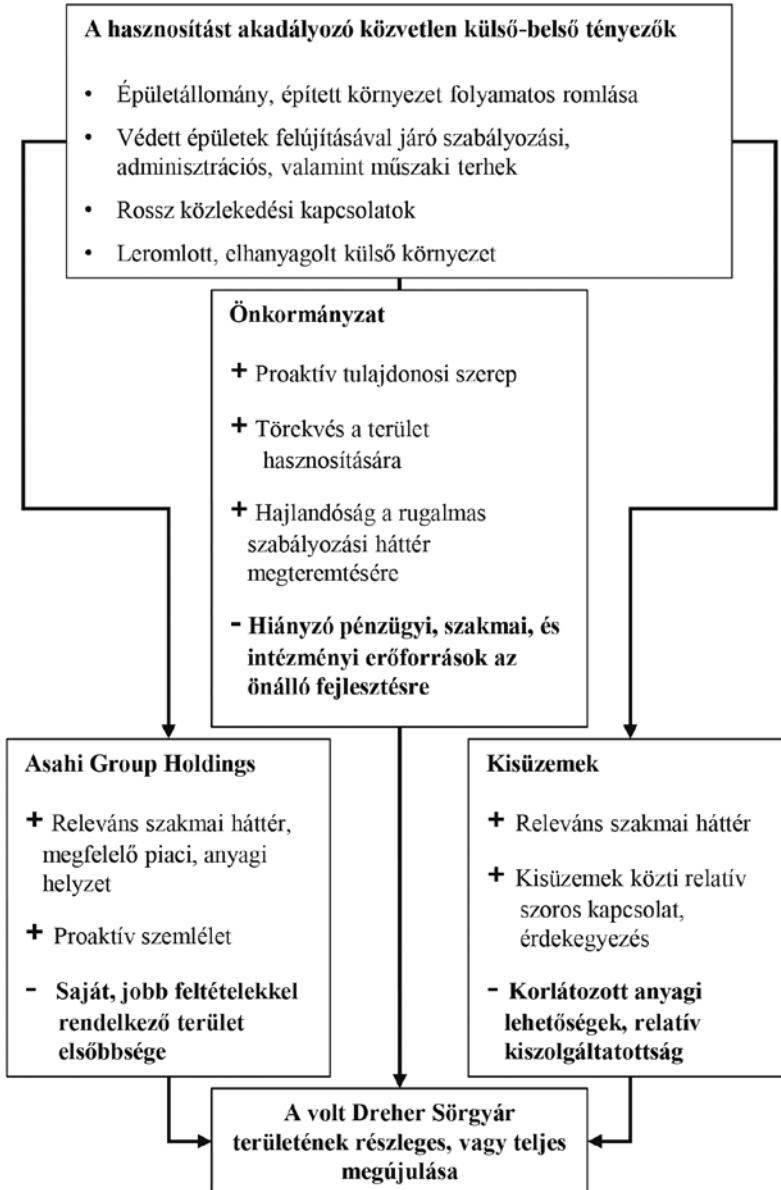 A hasznosítást akadályozó közvetlen külső-belső tényezők
• Épületállomány, épített környezet folyamatos romlása
• Védett épületek felújításával járó szabályozási,
adminisztrációs, valamint műszaki terhek
• Rossz közlekedési kapcsolatok
• Leromlott, elhanyagolt külső környezet
Önkormányzat
+ Proaktív tulajdonosi szerep
+ Törekvés a terület
hasznosítására
+ Hajlandóság a rugalmas
szabályozási háttér
megteremtésére
- Hiányzó pénzügyi, szakmai, és
intézményi erőforrások az
önálló fejlesztésre
Asahi Group Holdings
+ Releváns szakmai háttér,
megfelelő piaci, anyagi
helyzet
+ Proaktív szemlélet
- Saját, jobb feltételekkel
rendelkező terület
elsőbbsége
Kisüzemek
+ Releváns szakmai háttér
+ Kisüzemek közti relatív
szoros kapcsolat,
érdekegyezés
- Korlátozott anyagi
lehetőségek, relatív
kiszolgáltatottság
A volt Dreher Sörgyár
területének részleges, vagy teljes
megújulása